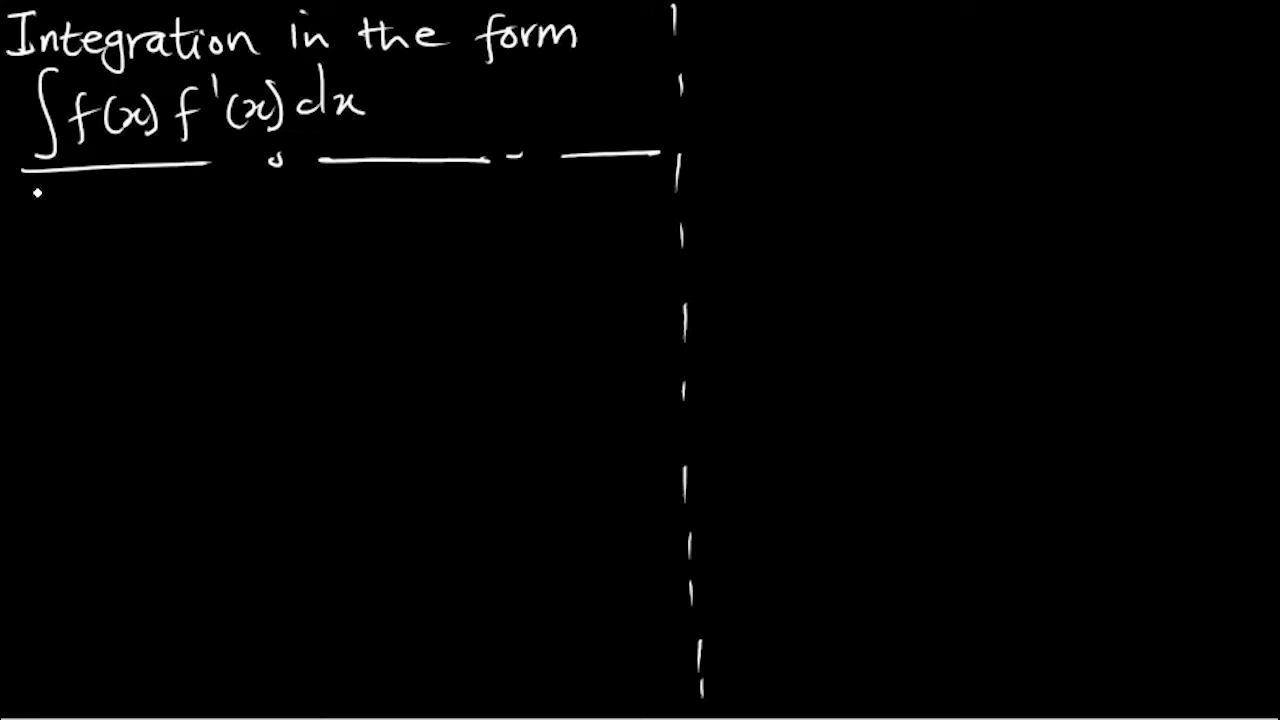 Integration in the form
∫f(x) f'(x) dx